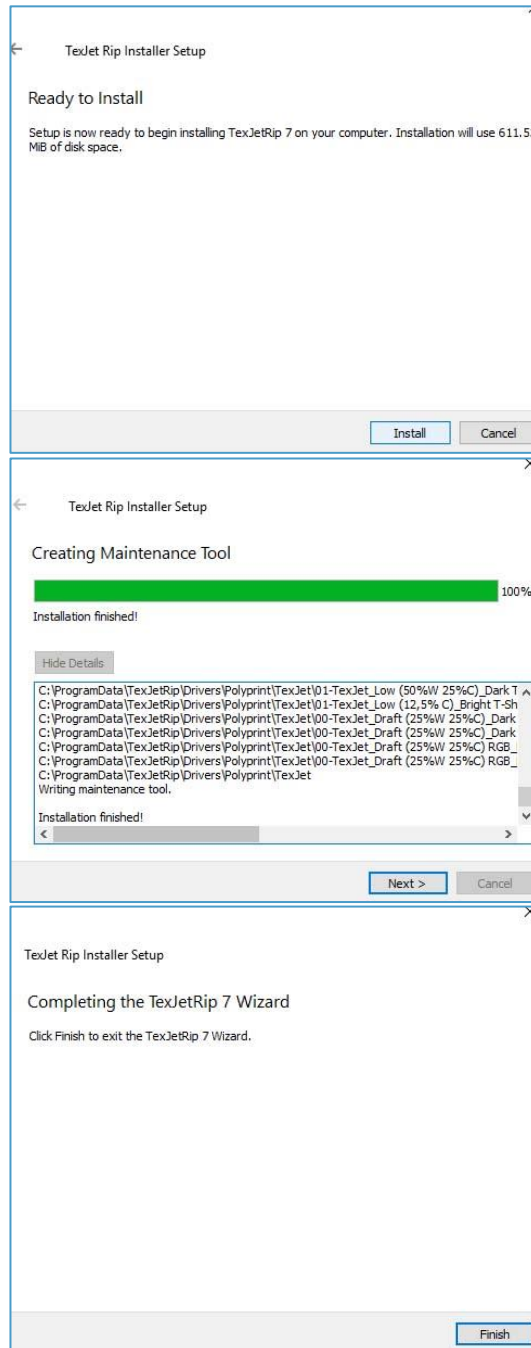 TexJet Rip Installer Setup
Ready to Install
Setup is now ready to begin installing TexJetRip 7 on your computer. Installation will use 611.5
MiB of disk space.
Install Cancel
TexJet Rip Installer Setup
Creating Maintenance Tool
100%
Installation finished!
Hide Details
C:\ProgramData\TexJetRip\Drivers\Polyprint\TexJet\01-TexJet_Low (50%W 25%C)_Dark T
C:\ProgramData\TexJetRip\Drivers\Polyprint\TexJet\01-TexJet_Low (12,5% C)_Bright T-Sh
C:\ProgramData\TexJetRip\Drivers\Polyprint\TexJet\00-TexJet_Draft (25%W 25%C)_Dark
C:\ProgramData\TexJetRip\Drivers\Polyprint\TexJet\00-TexJet_Draft (25%W 25%C)_Dark
C:\ProgramData\TexJetRip\Drivers\Polyprint\TexJet\00-TexJet_Draft (25%W 25%C) RGB_
C:\ProgramData\TexJetRip\Drivers\Polyprint\TexJet\00-TexJet_Draft (25%W 25%C) RGB_
C:\ProgramData\TexJetRip\Drivers\Polyprint\TexJet
Writing maintenance tool.
Installation finished!
Next > Cancel
TexJet Rip Installer Setup
Completing the TexJetRip 7 Wizard
Click Finish to exit the TexJetRip 7 Wizard.
Finish